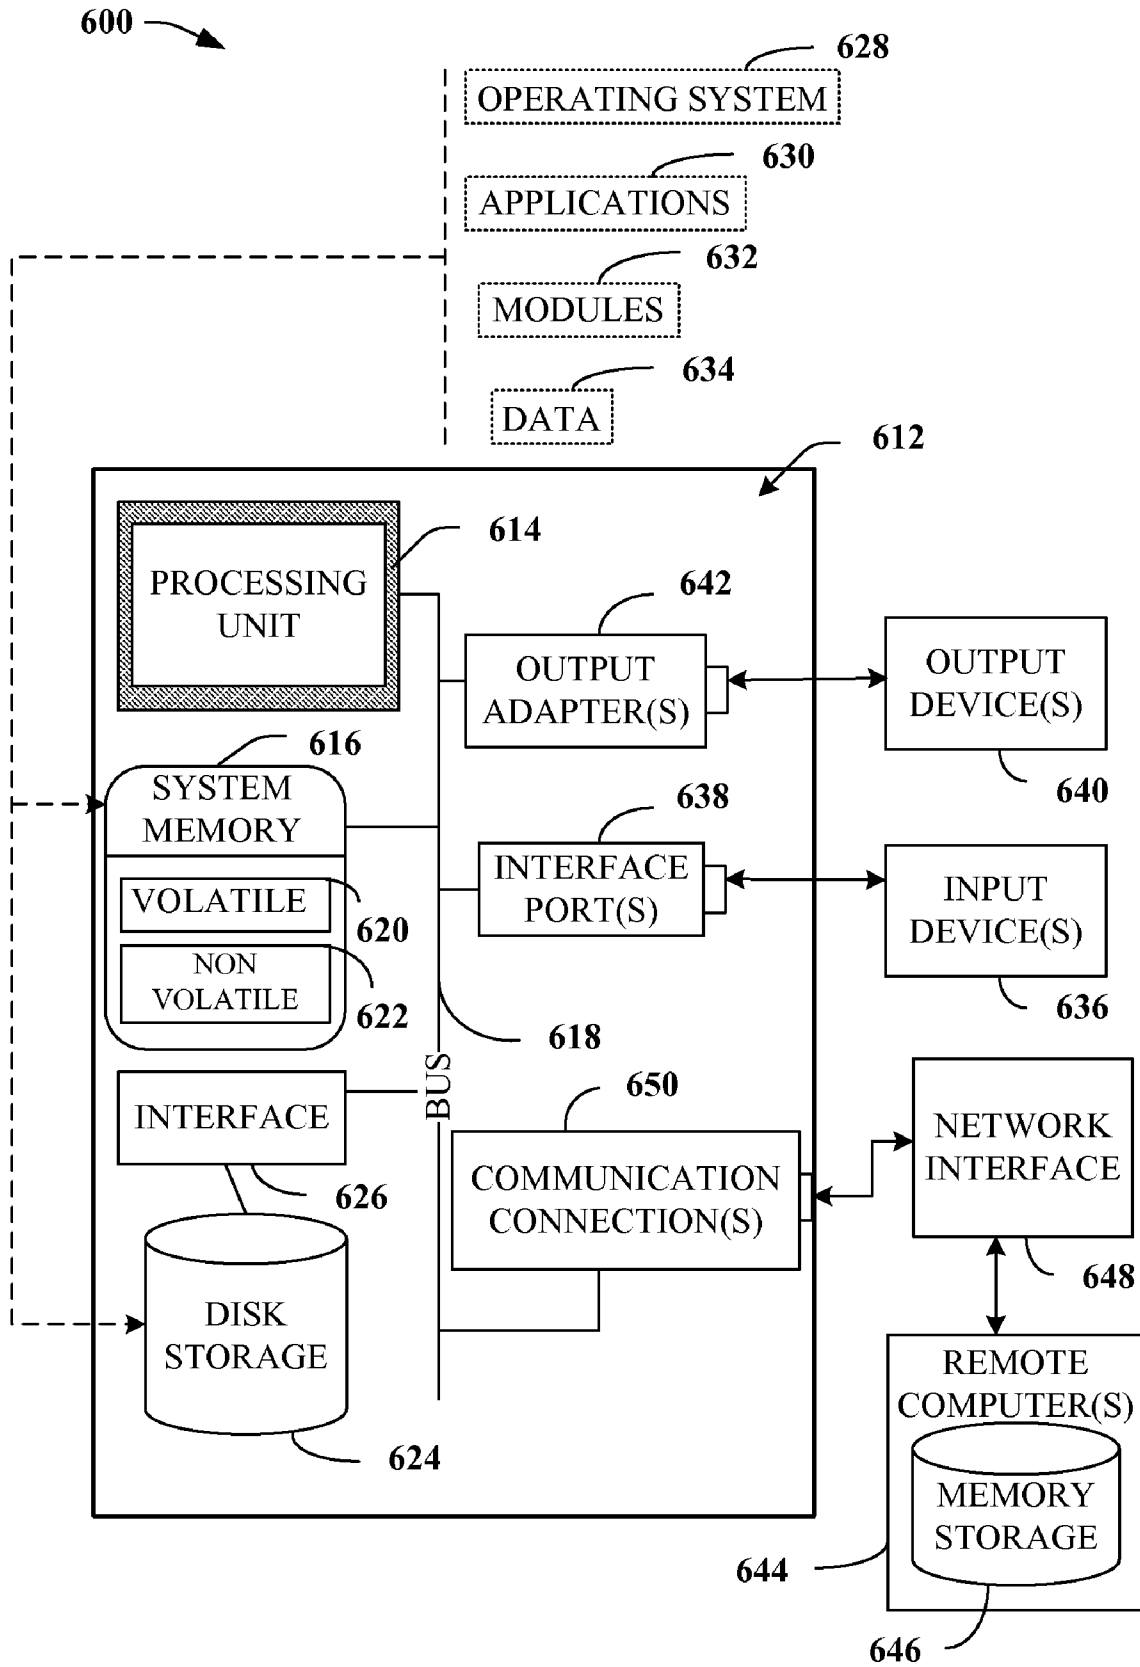 600
628
OPERATING SYSTEM
630
APPLICATIONS
632
MODULES
634
DATA
612
614
PROCESSING
UNIT
642
OUTPUT
ADAPTER(S)
OUTPUT
DEVICE(S)
640
616
SYSTEM
MEMORY
638
INTERFACE
PORT(S)
INPUT
DEVICE(S)
636
VOLATILE
620
NON
VOLATILE
622
618
BUS
INTERFACE
626
650
COMMUNICATION
CONNECTION(S)
NETWORK
INTERFACE
648
DISK
STORAGE
624
REMOTE
COMPUTER(S)
MEMORY
STORAGE
644
646